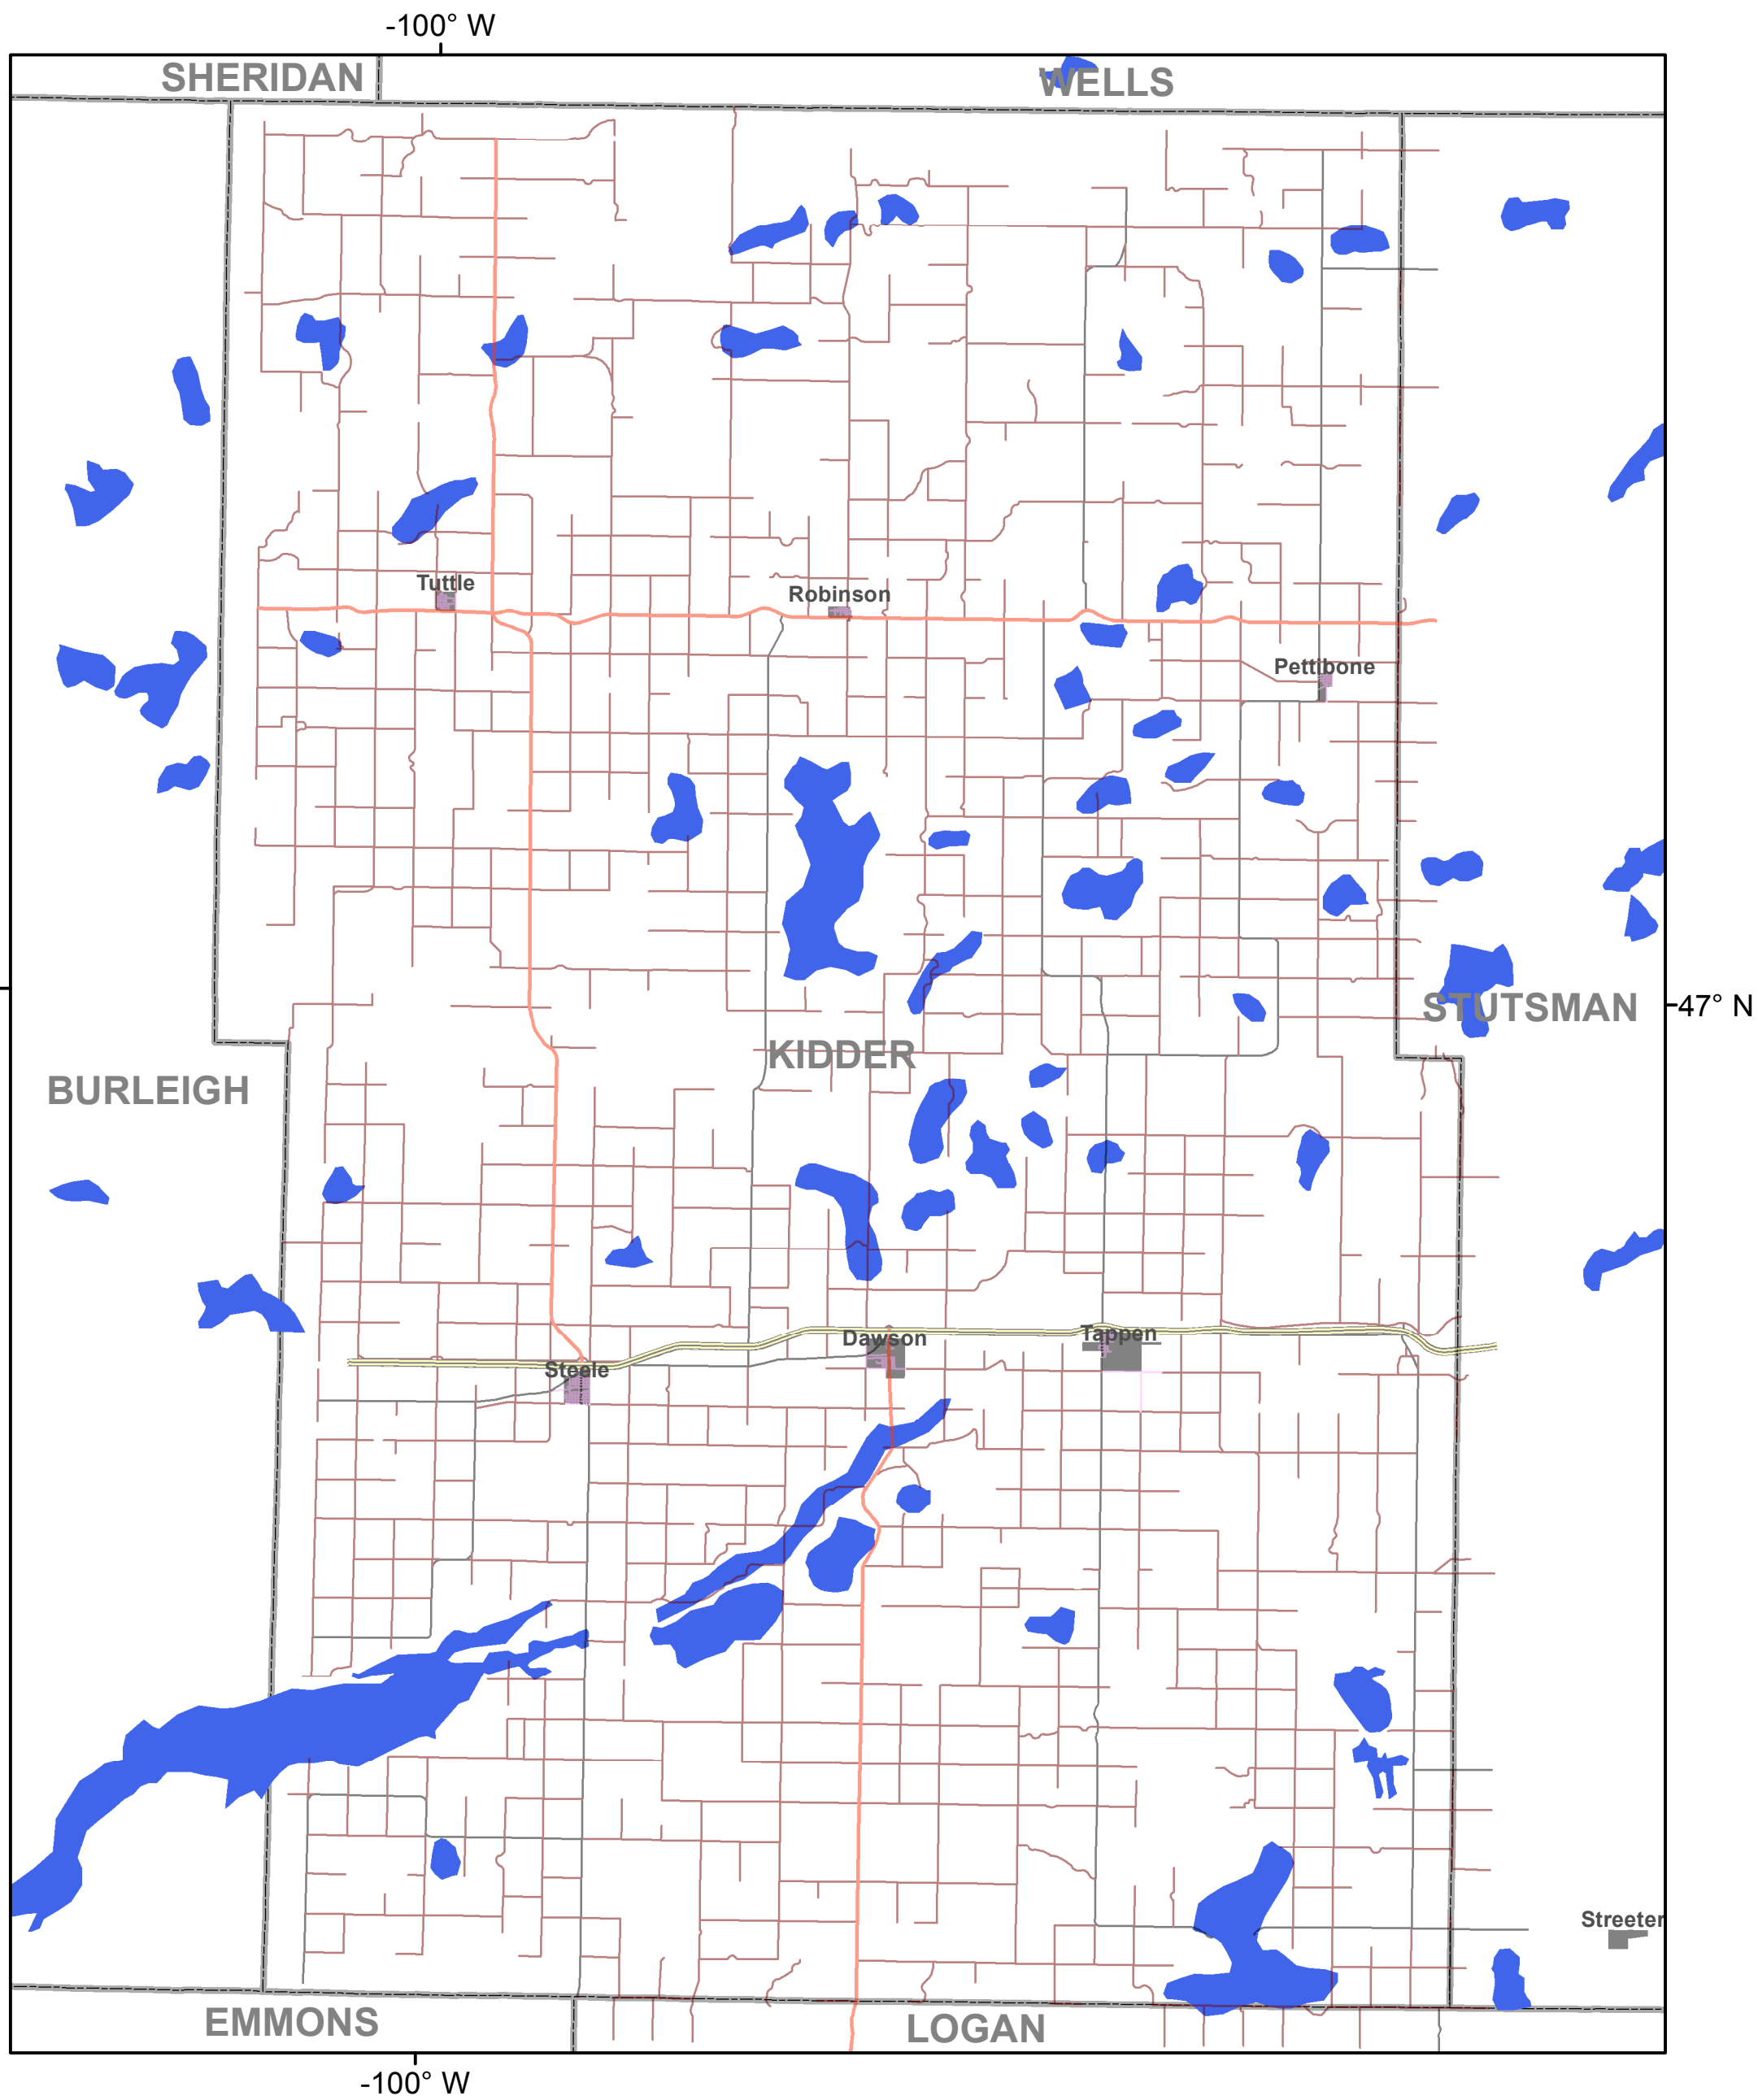 -100° W
SHERIDAN
WELLS
Tuttle
Robinson
Pettibone
47° N
STUTSMAN
KIDDER
BURLEIGH
Dawson
Tappen
Steele
Streeter
EMMONS
LOGAN
-100° W